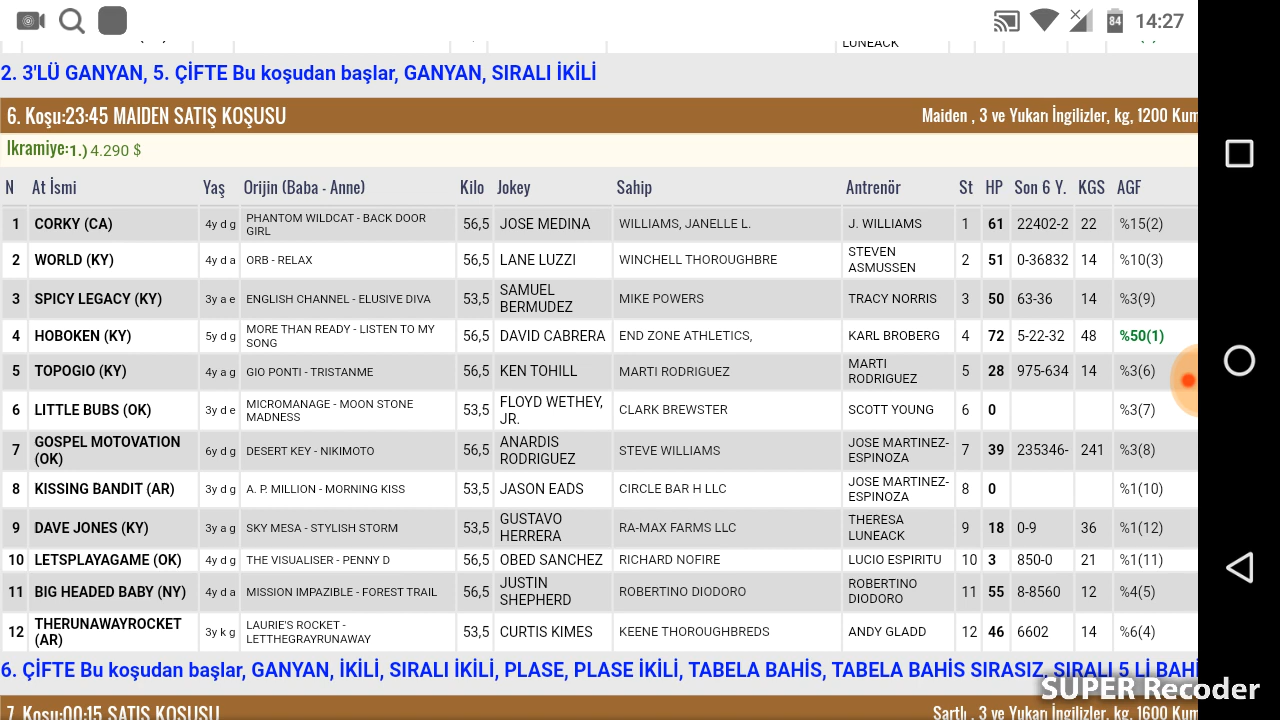 84 14:27
LUNEACK
2. 3'LÜ GANYAN, 5. ÇİFTE Bu koşudan başlar, GANYAN, SIRALI İKİLİ
6. Koşu:23:45 MAIDEN SATIŞ KOŞUSU Maiden , 3 ve Yukarı İngilizler, kg, 1200 Kum
Ikramiye:1.) 4.290 $
N At İsmi Yaş Orijin (Baba - Anne) Kilo Jokey Sahip Antrenör St HP Son 6 Y. KGS AGF
1 CORKY (CA) 4y d g PHANTOM WILDCAT - BACK DOOR GIRL 56,5 JOSE MEDINA WILLIAMS, JANELLE L. J. WILLIAMS 1 61 22402-2 22 %15(2)
2 WORLD (KY) 4y d a ORB - RELAX 56,5 LANE LUZZI WINCHELL THOROUGHBRE STEVEN ASMUSSEN 2 51 0-36832 14 %10(3)
3 SPICY LEGACY (KY) 3y a e ENGLISH CHANNEL - ELUSIVE DIVA 53,5 SAMUEL BERMUDEZ MIKE POWERS TRACY NORRIS 3 50 63-36 14 %3(9)
4 HOBOKEN (KY) 5y d g MORE THAN READY - LISTEN TO MY SONG 56,5 DAVID CABRERA END ZONE ATHLETICS, KARL BROBERG 4 72 5-22-32 48 %50(1)
5 TOPOGIO (KY) 4y a g GIO PONTI - TRISTANME 56,5 KEN TOHILL MARTI RODRIGUEZ MARTI RODRIGUEZ 5 28 975-634 14 %3(6)
6 LITTLE BUBS (OK) 3y d e MICROMANAGE - MOON STONE MADNESS 53,5 FLOYD WETHEY, JR. CLARK BREWSTER SCOTT YOUNG 6 0 %3(7)
7 GOSPEL MOTOVATION (OK) 6y d g DESERT KEY - NIKIMOTO 56,5 ANARDIS RODRIGUEZ STEVE WILLIAMS JOSE MARTINEZ-ESPINOZA 7 39 235346- 241 %3(8)
8 KISSING BANDIT (AR) 3y d g A. P. MILLION - MORNING KISS 53,5 JASON EADS CIRCLE BAR H LLC JOSE MARTINEZ-ESPINOZA 8 0 %1(10)
9 DAVE JONES (KY) 3y a g SKY MESA - STYLISH STORM 53,5 GUSTAVO HERRERA RA-MAX FARMS LLC THERESA LUNEACK 9 18 0-9 36 %1(12)
10 LETSPLAYAGAME (OK) 4y d g THE VISUALISER - PENNY D 56,5 OBED SANCHEZ RICHARD NOFIRE LUCIO ESPIRITU 10 3 850-0 21 %1(11)
11 BIG HEADED BABY (NY) 4y d a MISSION IMPAZIBLE - FOREST TRAIL 56,5 JUSTIN SHEPHERD ROBERTINO DIODORO ROBERTINO DIODORO 11 55 8-8560 12 %4(5)
12 THERUNAWAYROCKET (AR) 3y k g LAURIE'S ROCKET - LETTHEGRAYRUNAWAY 53,5 CURTIS KIMES KEENE THOROUGHBREDS ANDY GLADD 12 46 6602 14 %6(4)
6. ÇİFTE Bu koşudan başlar, GANYAN, İKİLİ, SIRALI İKİLİ, PLASE, PLASE İKİLİ, TABELA BAHİS, TABELA BAHİS SIRASIZ, SIRALI 5 Lİ BAHİ
SUPER Recoder
7. Koşu:00:15 SATIŞ KOŞUSU Şartlı , 3 ve Yukarı İngilizler, kg, 1600 Kum